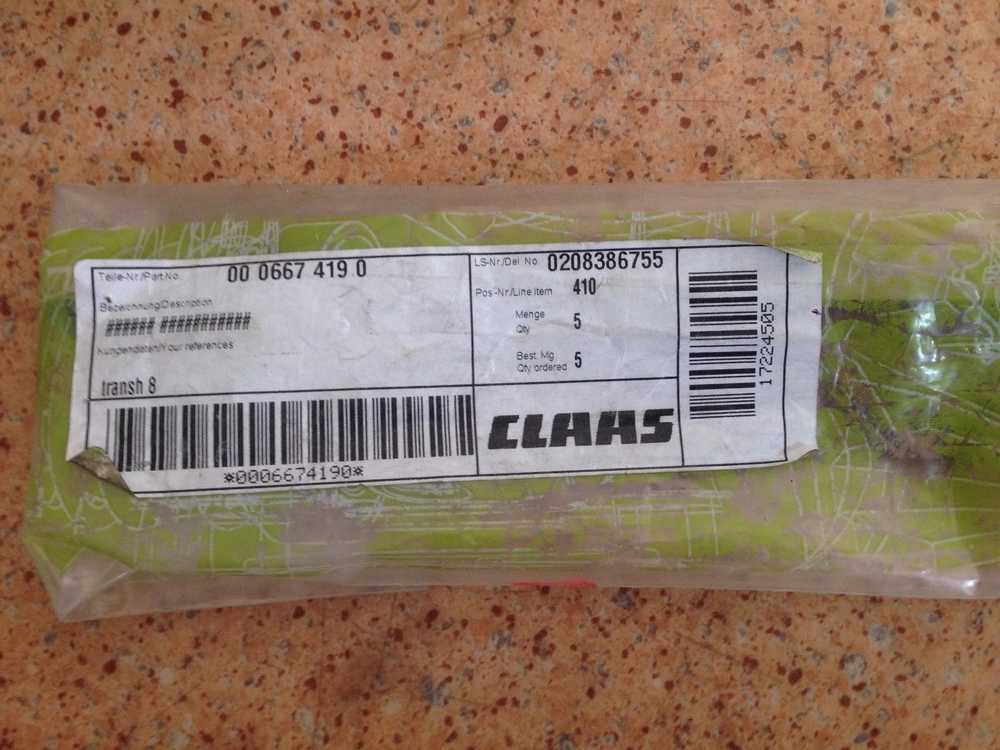 Teile-Nr./Part No. 00 0667 419 0
Bezeichnung/Description
###### ###########
Kundendaten/Your references
transh 8
*0006674190*
LS-Nr/Del No. 0208386755
Pos-Nr./Line item 410
Menge
Qty 5
Best. Mg
Qty ordered 5
CLAAS
17224505